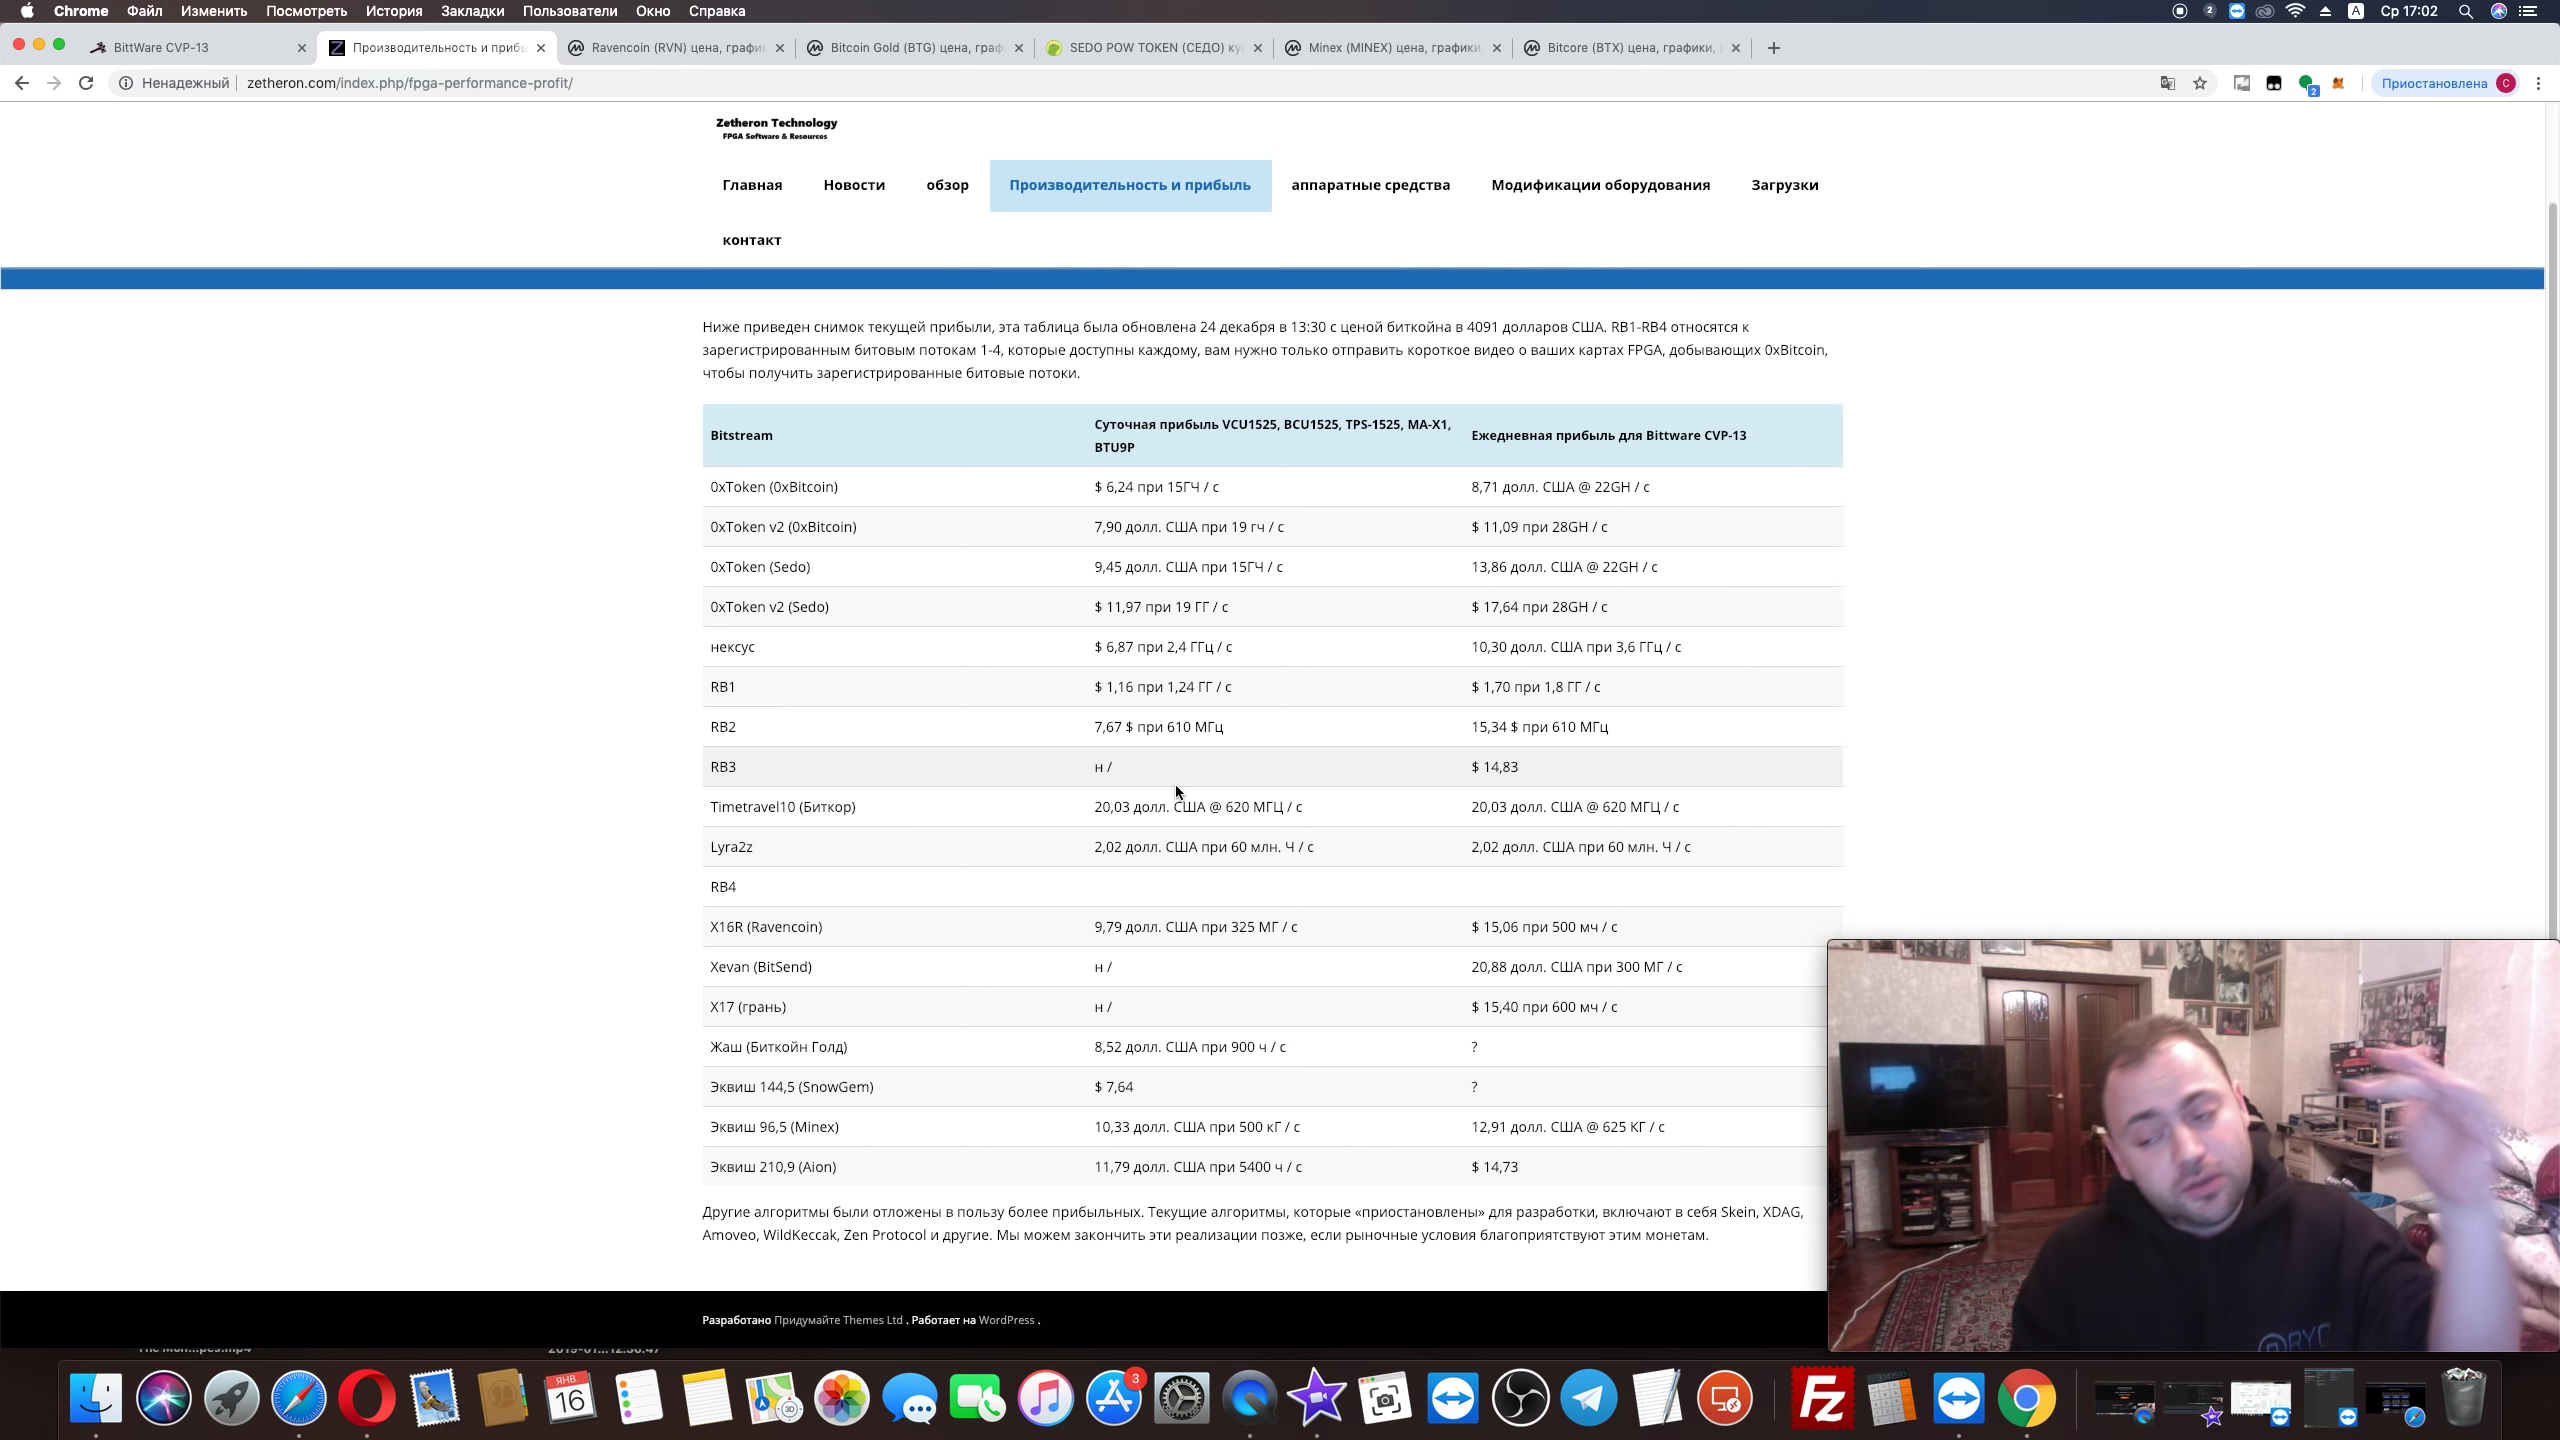 Chrome Файл Изменить Посмотреть История Закладки Пользователи Окно Справка
2 A Ср 17:02
BittWare CVP-13
Производительность и прибь
Ravencoin (RVN) цена, график
Bitcoin Gold (BTG) цена, граф
SEDO POW TOKEN (СЕДО) ку
Minex (MINEX) цена, графики,
Bitcore (BTX) цена, графики,
Ненадежный zetheron.com/index.php/fpga-performance-profit/
2 Приостановлена C
Zetheron Technology
FPGA Software & Resources
Главная Новости обзор Производительность и прибыль аппаратные средства Модификации оборудования Загрузки
контакт
Ниже приведен снимок текущей прибыли, эта таблица была обновлена 24 декабря в 13:30 с ценой биткойна в 4091 долларов США. RB1-RB4 относятся к
зарегистрированным битовым потокам 1-4, которые доступны каждому, вам нужно только отправить короткое видео о ваших картах FPGA, добывающих 0xBitcoin,
чтобы получить зарегистрированные битовые потоки.
Bitstream Суточная прибыль VCU1525, BCU1525, TPS-1525, MA-X1, Ежедневная прибыль для Bittware CVP-13
BTU9P
0xToken (0xBitcoin) $ 6,24 при 15ГЧ / с 8,71 долл. США @ 22GH / с
0xToken v2 (0xBitcoin) 7,90 долл. США при 19 гч / с $ 11,09 при 28GH / с
0xToken (Sedo) 9,45 долл. США при 15ГЧ / с 13,86 долл. США @ 22GH / с
0xToken v2 (Sedo) $ 11,97 при 19 ГГ / с $ 17,64 при 28GH / с
нексус $ 6,87 при 2,4 ГГц / с 10,30 долл. США при 3,6 ГГц / с
RB1 $ 1,16 при 1,24 ГГ / с $ 1,70 при 1,8 ГГ / с
RB2 7,67 $ при 610 МГц 15,34 $ при 610 МГц
RB3 н / $ 14,83
Timetravel10 (Биткор) 20,03 долл. США @ 620 МГЦ / с 20,03 долл. США @ 620 МГЦ / с
Lyra2z 2,02 долл. США при 60 млн. Ч / с 2,02 долл. США при 60 млн. Ч / с
RB4
X16R (Ravencoin) 9,79 долл. США при 325 МГ / с $ 15,06 при 500 мч / с
Xevan (BitSend) н / 20,88 долл. США при 300 МГ / с
X17 (грань) н / $ 15,40 при 600 мч / с
Жаш (Биткойн Голд) 8,52 долл. США при 900 ч / с ?
Эквиш 144,5 (SnowGem) $ 7,64 ?
Эквиш 96,5 (Minex) 10,33 долл. США при 500 кГ / с 12,91 долл. США @ 625 КГ / с
Эквиш 210,9 (Aion) 11,79 долл. США при 5400 ч / с $ 14,73
Другие алгоритмы были отложены в пользу более прибыльных. Текущие алгоритмы, которые «приостановлены» для разработки, включают в себя Skein, XDAG,
Amoveo, WildKeccak, Zen Protocol и другие. Мы можем закончить эти реализации позже, если рыночные условия благоприятствуют этим монетам.
Разработано Придумайте Themes Ltd . Работает на WordPress .
ЯНВ.
16
3D
3
Fz